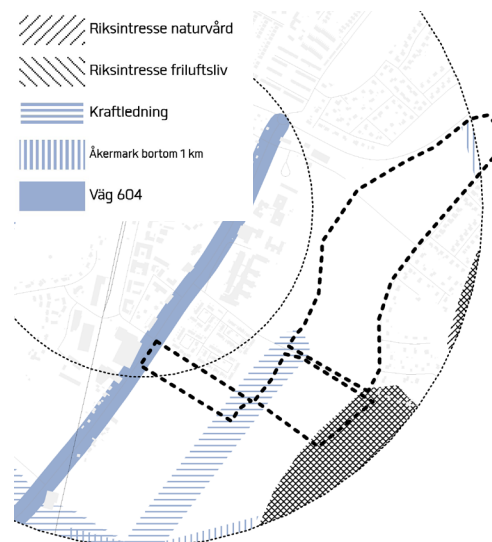 Riksintresse naturvård
Riksintresse friluftsliv
Kraftledning
Åkermark bortom 1 km
Väg 604